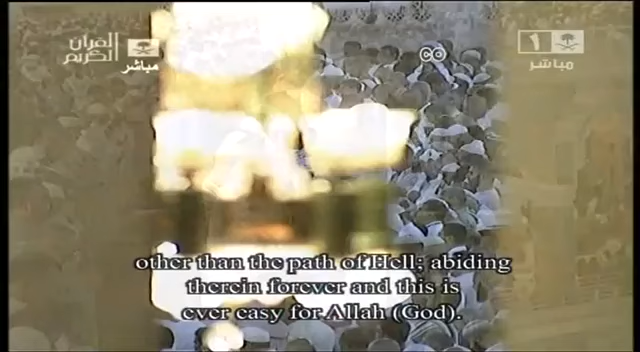 القرآن
الكريم
مباشر
cc
1
مباشر
other than the path of Hell; abiding
therein forever and this is
ever easy for Allah (God).